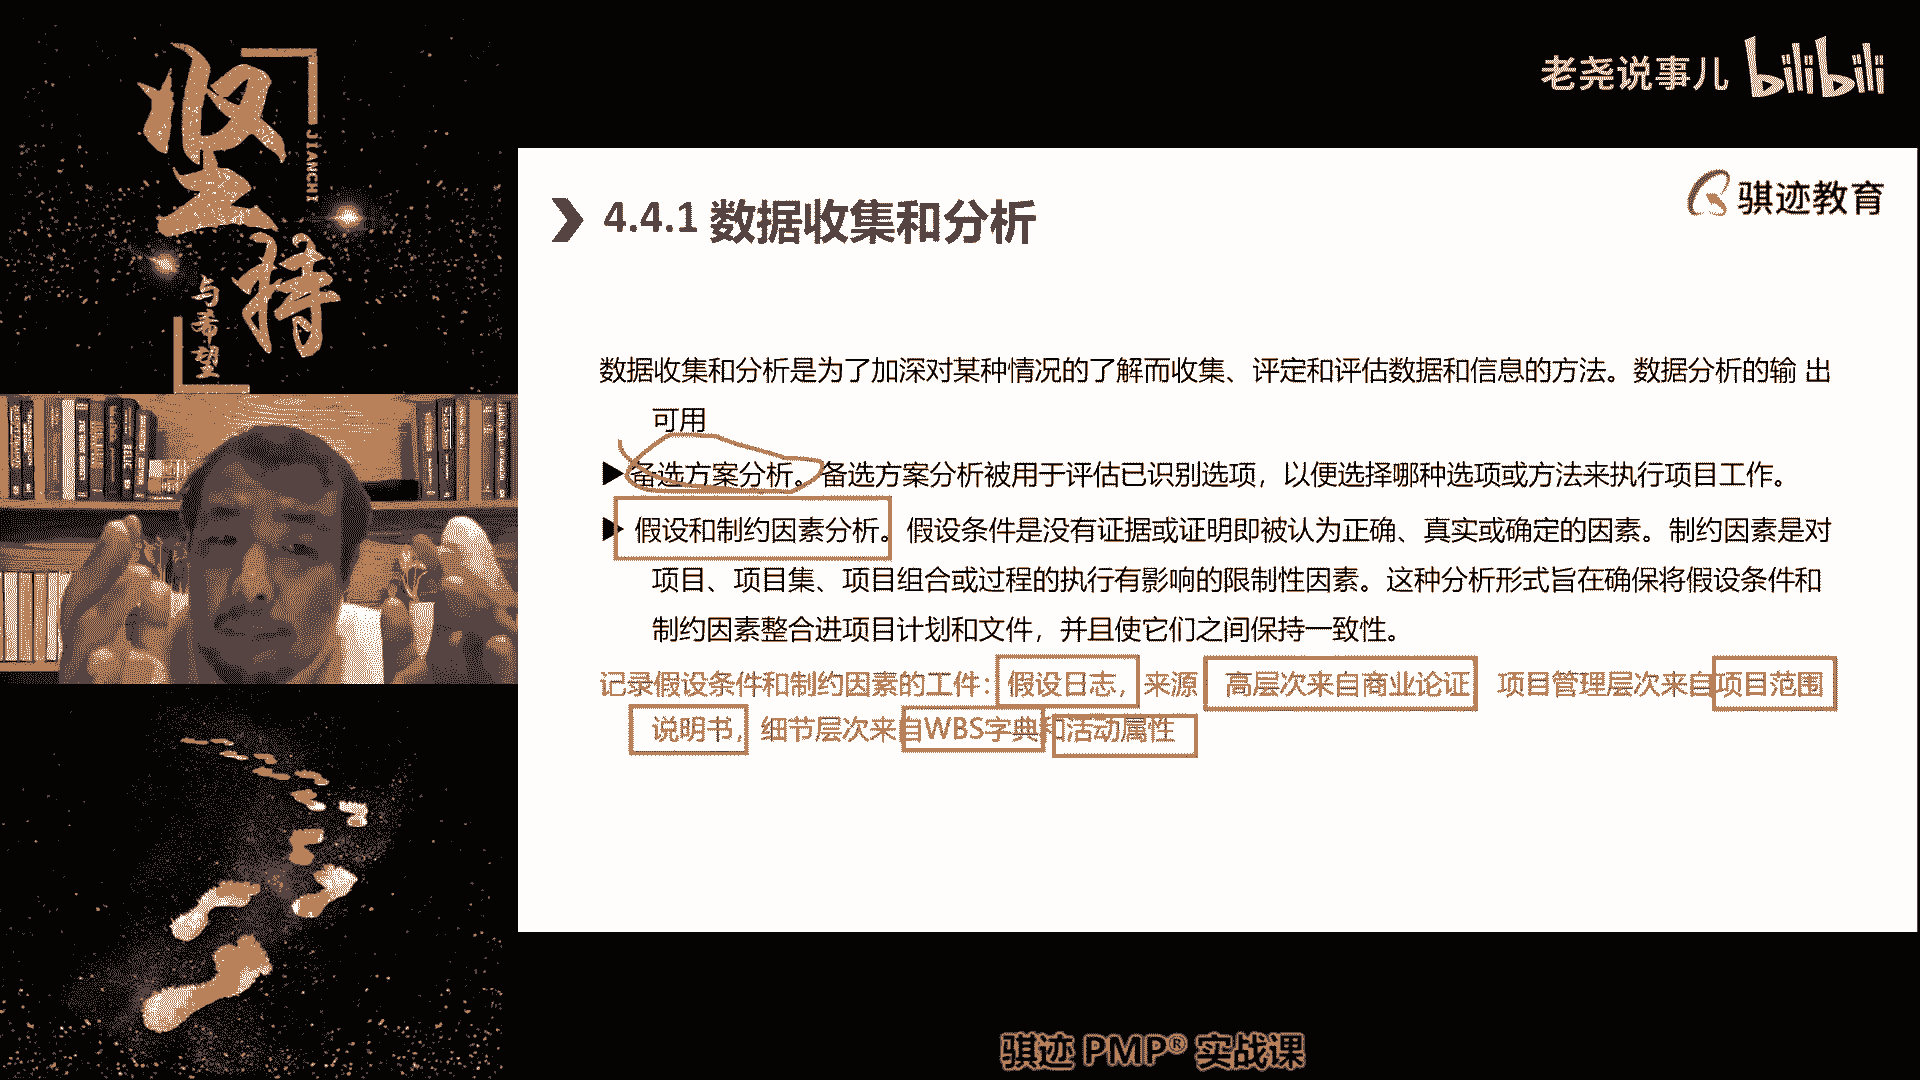 坚持
JIANCHI
与希望
老尧说事儿 bilibili
骐迹教育
4.4.1 数据收集和分析
数据收集和分析是为了加深对某种情况的了解而收集、评定和评估数据和信息的方法。数据分析的输 出
可用
备选方案分析。备选方案分析被用于评估已识别选项，以便选择哪种选项或方法来执行项目工作。
假设和制约因素分析。假设条件是没有证据或证明即被认为正确、真实或确定的因素。制约因素是对
项目、项目集、项目组合或过程的执行有影响的限制性因素。这种分析形式旨在确保将假设条件和
制约因素整合进项目计划和文件，并且使它们之间保持一致性。
记录假设条件和制约因素的工件：假设日志，来源 高层次来自商业论证 项目管理层次来自项目范围
说明书，细节层次来自WBS字典和活动属性
骐迹 PMP® 实战课